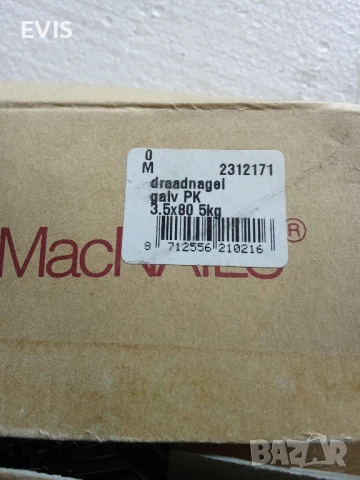 EVIS
0
M 2312171
draadnagel
galv PK
3.5x80 5kg
8 712556 210216
MacNAILS®
BAZAR